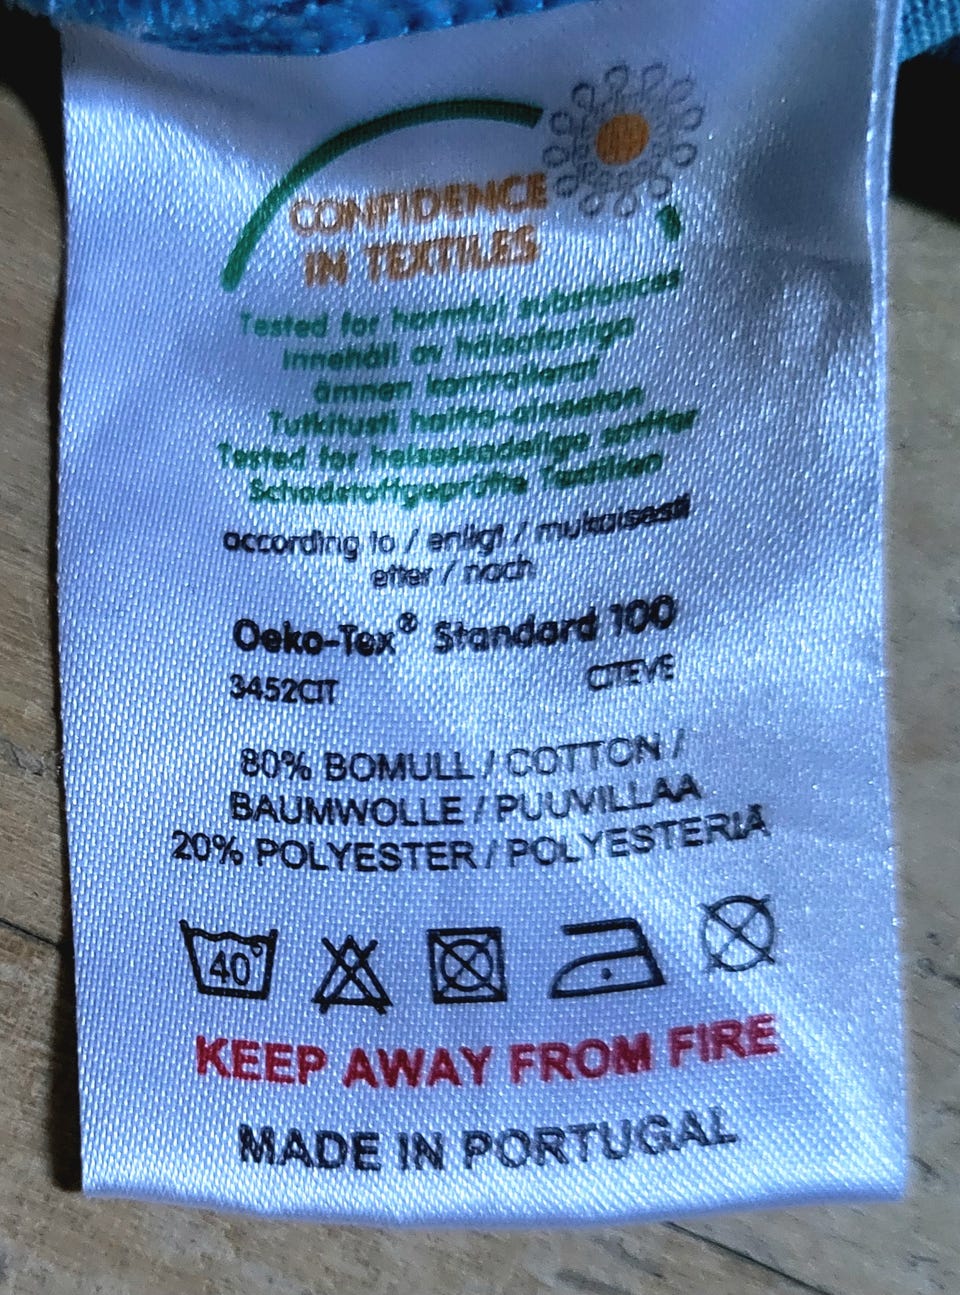 CONFIDENCE
IN TEXTILES
Tested for harmful substances
Innehåll av hälsofarliga
ämnen kontrollerat
Tutkitusti haitta-aineeton
Tested for helseskadelige stoffer
Schadstoffgeprüfte Textilien
according to / enligt / mukaisesti
etter / nach
Oeko-Tex® Standard 100
3452CIT CITEVE
80% BOMULL / COTTON /
BAUMWOLLE / PUUVILLAA
20% POLYESTER / POLYESTERIÄ
40°
KEEP AWAY FROM FIRE
MADE IN PORTUGAL